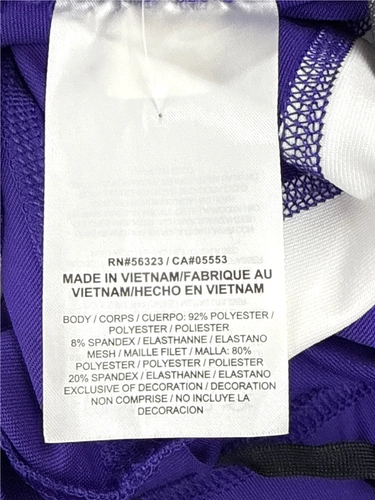 RN#56323 / CA#05553
MADE IN VIETNAM/FABRIQUE AU
VIETNAM/HECHO EN VIETNAM
BODY / CORPS / CUERPO: 92% POLYESTER /
POLYESTER / POLIESTER
8% SPANDEX / ELASTHANNE / ELASTANO
MESH / MAILLE FILET / MALLA: 80%
POLYESTER / POLYESTER / POLIESTER
20% SPANDEX / ELASTHANNE / ELASTANO
EXCLUSIVE OF DECORATION / DECORATION
NON COMPRISE / NO INCLUYE LA
DECORACION